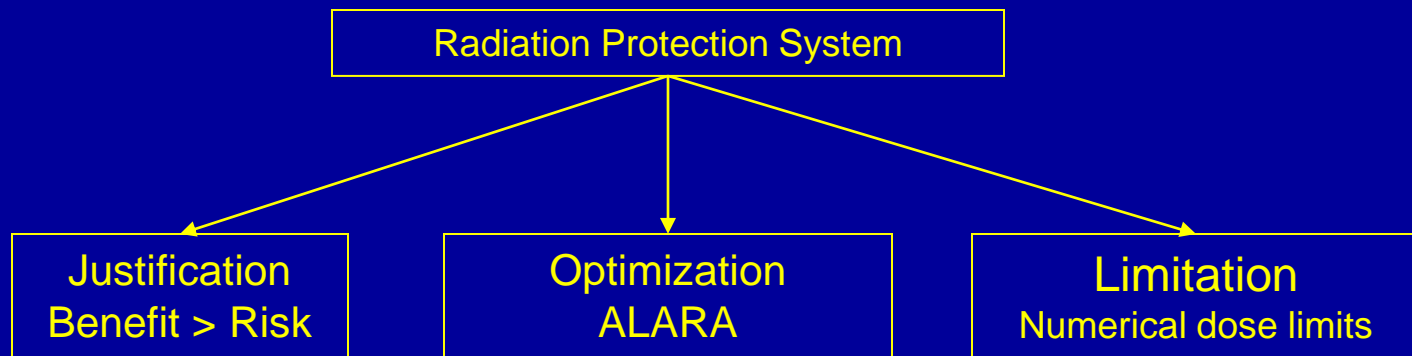 Radiation Protection System
Justification
Benefit > Risk
Optimization
ALARA
Limitation
Numerical dose limits